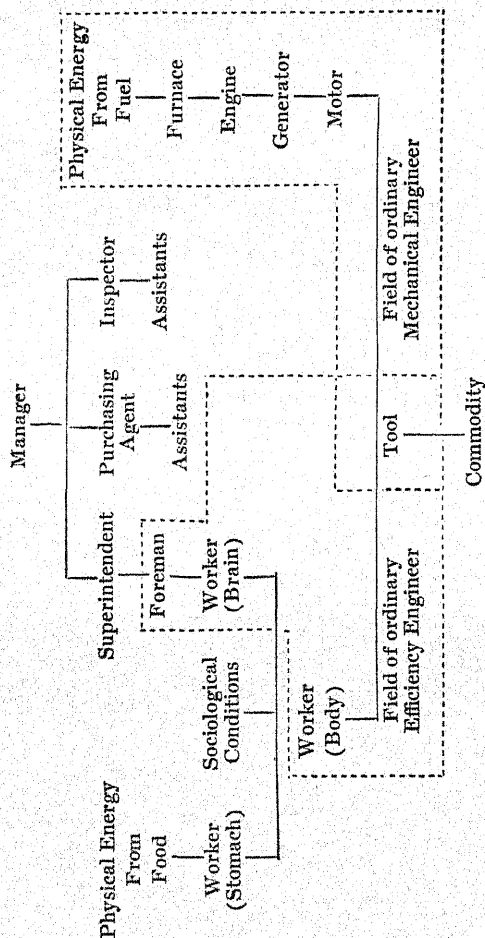 Manager
Superintendent
Purchasing
Agent
Inspector
Assistants
Assistants
Foreman
Worker
(Brain)
Physical Energy
From
Food
Worker
(Stomach)
Sociological
Conditions
Worker
(Body)
Physical Energy
From
Fuel
Furnace
Engine
Generator
Motor
Field of ordinary
Efficiency Engineer
Tool
Field of ordinary
Mechanical Engineer
Commodity